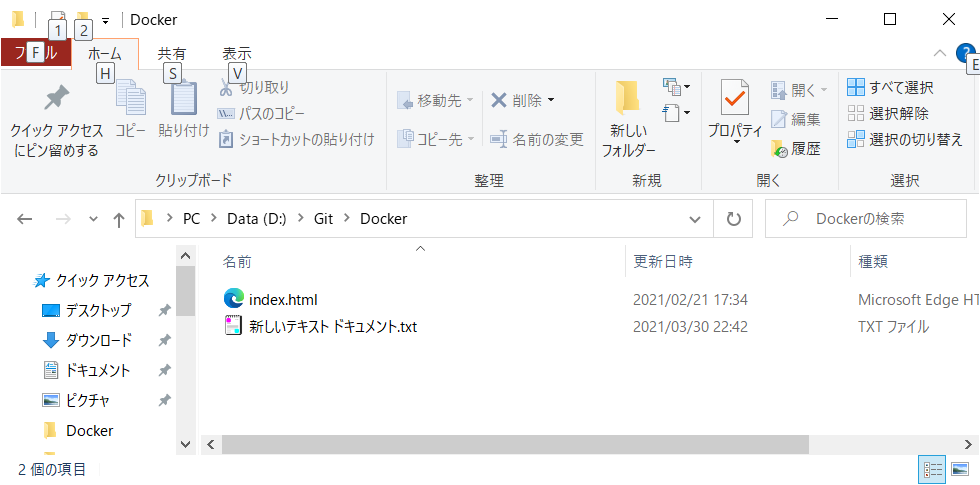 Docker
1
2
ファイル
F
ホーム
共有
表示
H
S
V
E
クイック アクセス
にピン留めする
コピー
貼り付け
切り取り
パスのコピー
ショートカットの貼り付け
クリップボード
移動先
コピー先
削除
名前の変更
整理
新しい
フォルダー
新規
プロパティ
開く
編集
履歴
開く
すべて選択
選択解除
選択の切り替え
選択
PC
Data (D:)
Git
Docker
Dockerの検索
クイック アクセス
デスクトップ
ダウンロード
ドキュメント
ピクチャ
Docker
名前
更新日時
種類
index.html
2021/02/21 17:34
Microsoft Edge HT
新しいテキスト ドキュメント.txt
2021/03/30 22:42
TXT ファイル
2 個の項目